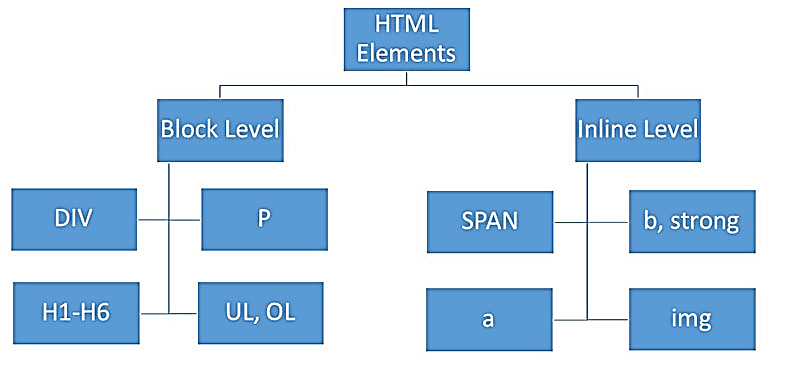 HTML
Elements
Block Level
Inline Level
DIV
P
SPAN
b, strong
H1-H6
UL, OL
a
img